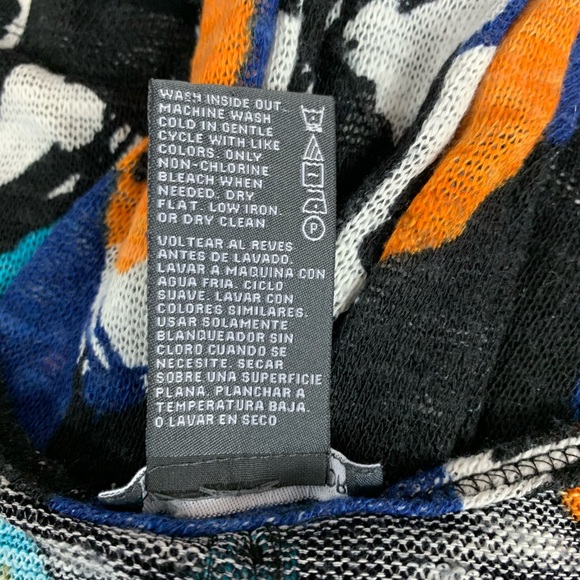 WASH INSIDE OUT.
MACHINE WASH
COLD IN GENTLE
CYCLE WITH LIKE
COLORS. ONLY
NON-CHLORINE
BLEACH WHEN
NEEDED. DRY
FLAT. LOW IRON.
OR DRY CLEAN
P
VOLTEAR AL REVES
ANTES DE LAVADO.
LAVAR A MAQUINA CON
AGUA FRIA. CICLO
SUAVE. LAVAR CON
COLORES SIMILARES.
USAR SOLAMENTE
BLANQUEADOR SIN
CLORO CUANDO SE
NECESITE. SECAR
SOBRE UNA SUPERFICIE
PLANA. PLANCHAR A
TEMPERATURA BAJA.
O LAVAR EN SECO